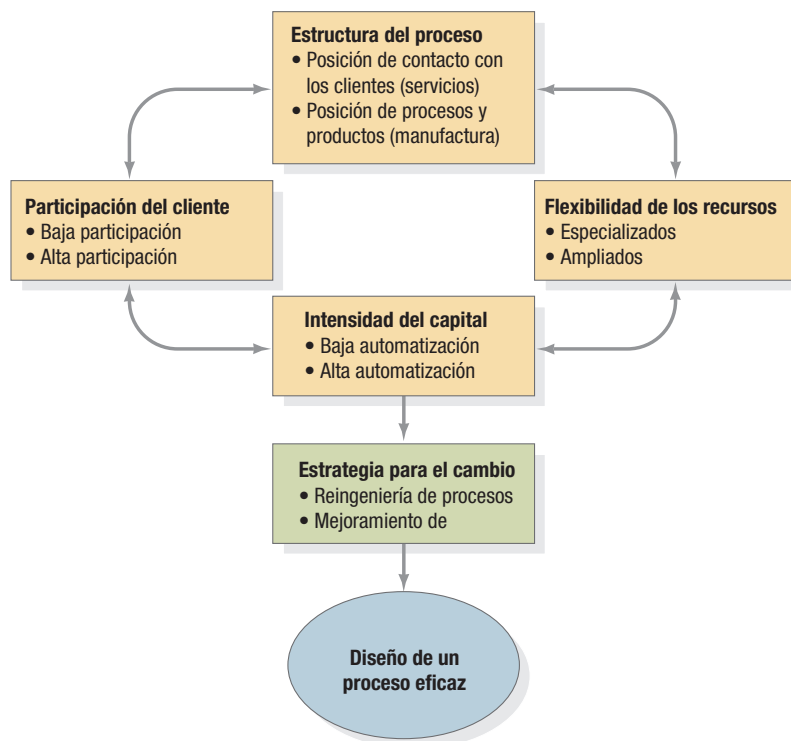 Estructura del proceso
• Posición de contacto con
los clientes (servicios)
• Posición de procesos y
productos (manufactura)
Participación del cliente
• Baja participación
• Alta participación
Flexibilidad de los recursos
• Especializados
• Ampliados
Intensidad del capital
• Baja automatización
• Alta automatización
Estrategia para el cambio
• Reingeniería de procesos
• Mejoramiento de
Diseño de un
proceso eficaz